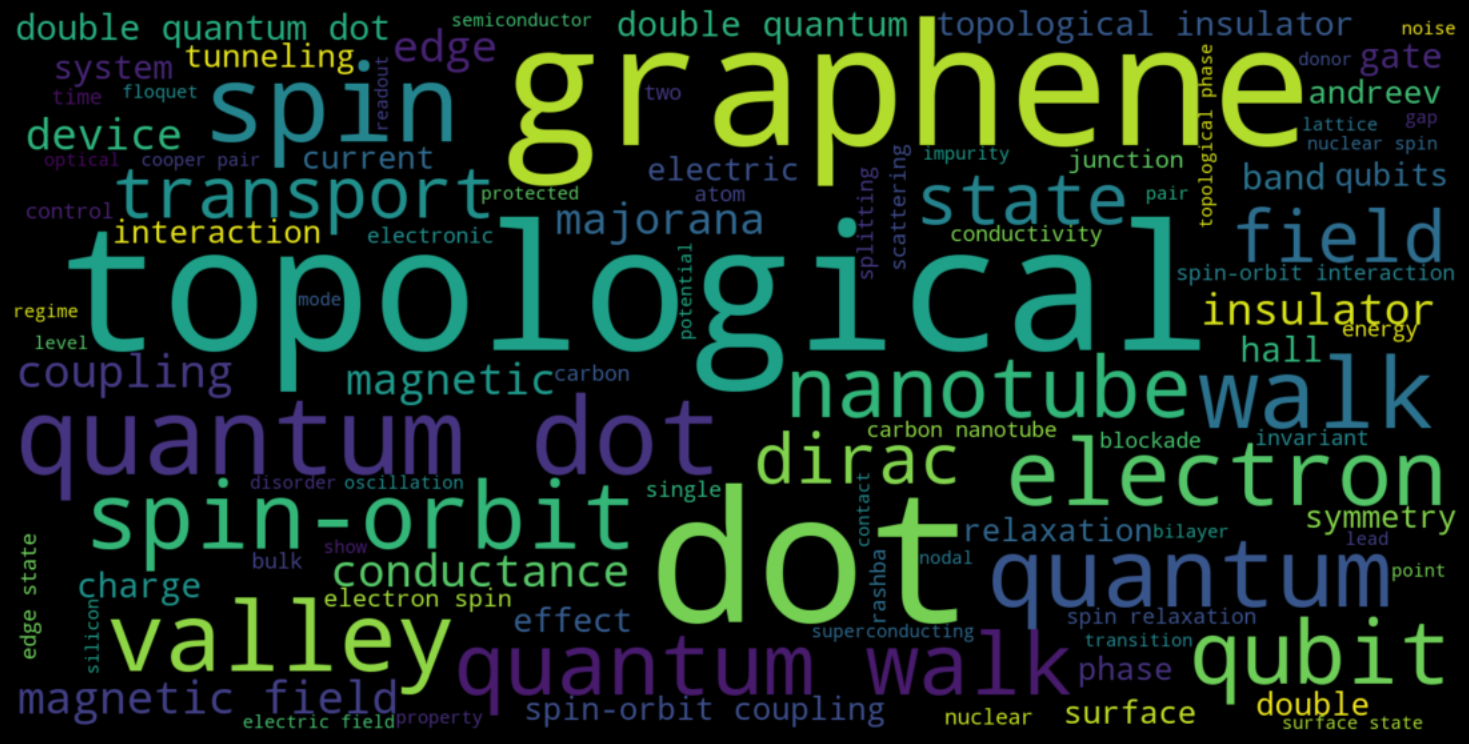 double quantum dot
semiconductor
double quantum
topological insulator
noise
tunneling
edge
graphene
system
spin
readout
donor
gate
time
floquet
two
topological phase
andreev
device
lattice
gap
nuclear spin
optical
cooper pair
current
electric
scattering
impurity
junction
band
qubits
transport
protected
atom
splitting
state
pair
control
interaction
electronic
majorana
conductivity
field
topological
mode
potential
spin-orbit interaction
regime
insulator
level
energy
hall
coupling
magnetic
carbon
nanotube
walk
quantum dot
dirac
carbon nanotube
blockade
invariant
electron
disorder
oscillation
single
contact
spin-orbit
dot
relaxation
bilayer
symmetry
edge state
bulk
show
nodal
lead
charge
conductance
rashba
quantum
point
silicon
valley
electron spin
effect
superconducting
spin relaxation
transition
qubit
quantum walk
phase
magnetic field
electric field
property
spin-orbit coupling
nuclear
surface
double
surface state